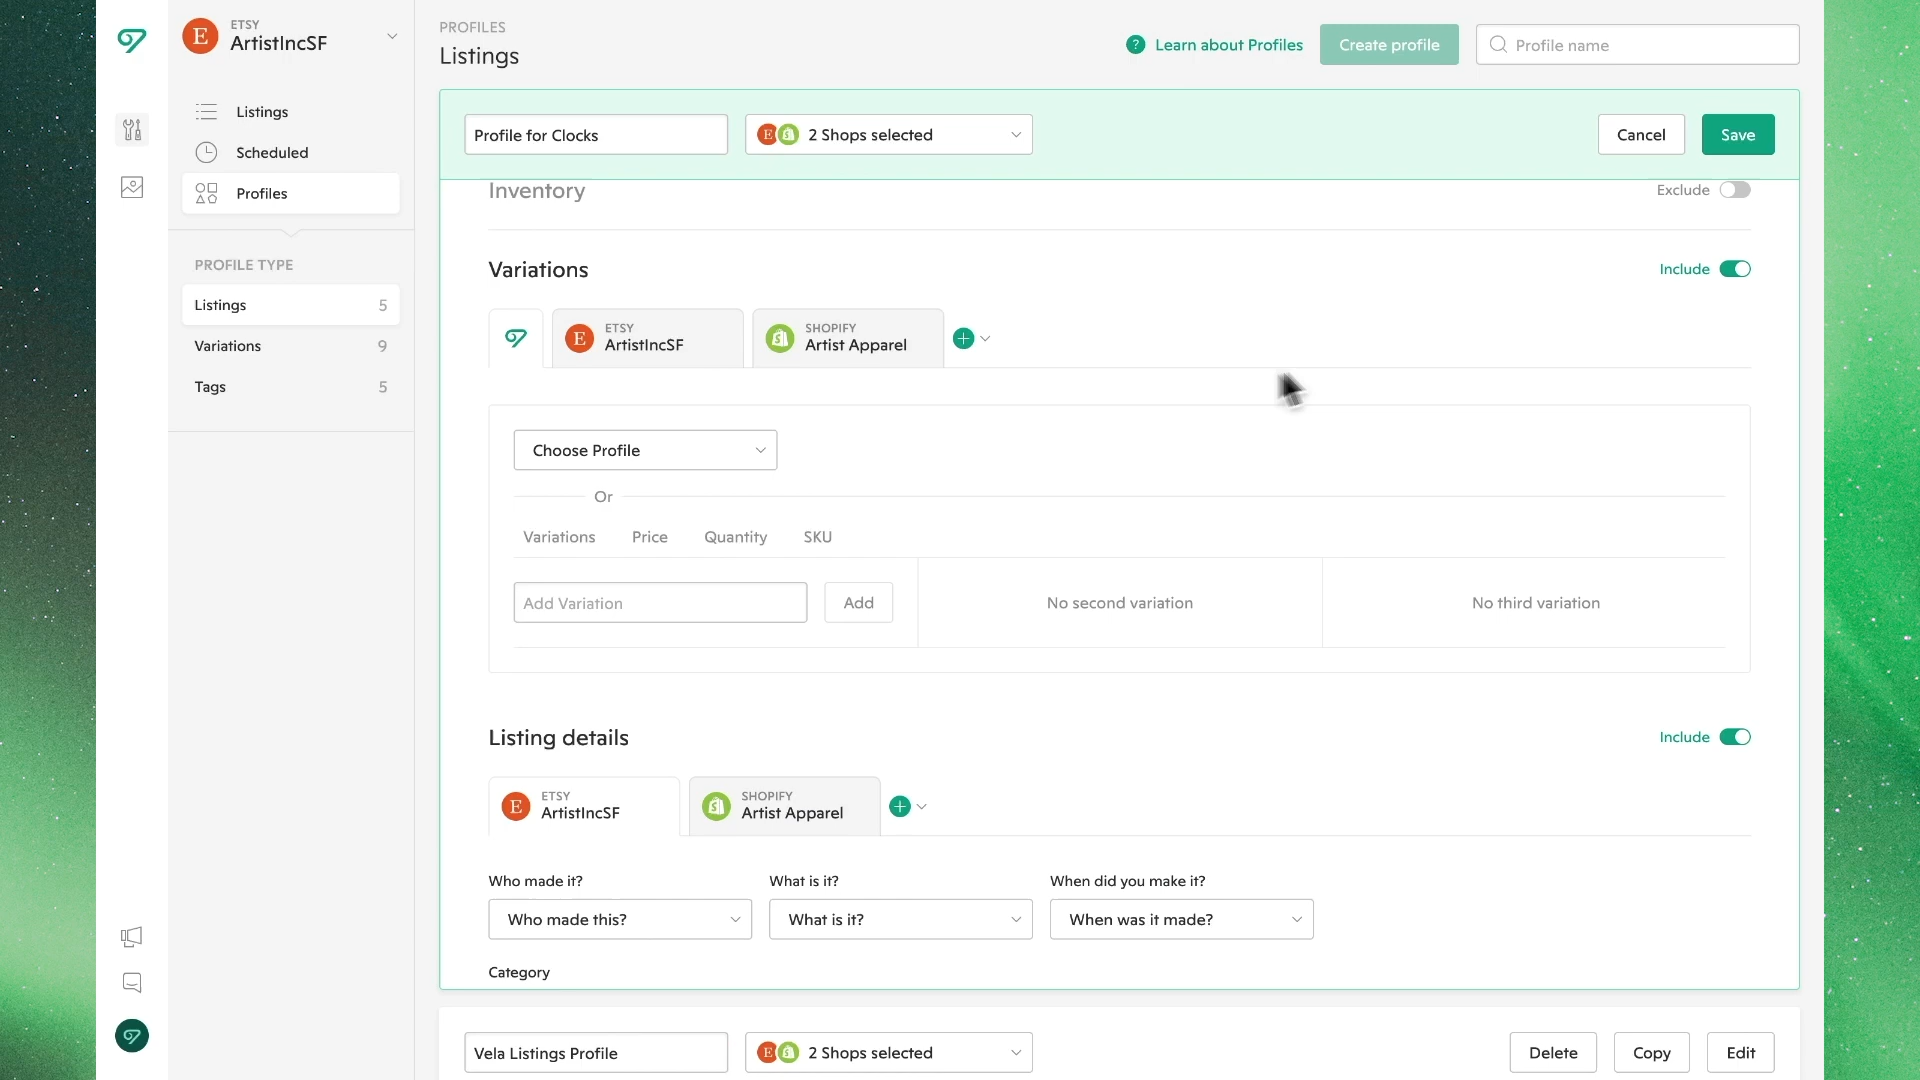 ETSY
ArtistIncSF
Listings
Scheduled
Profiles
PROFILE TYPE
Listings 5
Variations 9
Tags 5
PROFILES
Listings
? Learn about Profiles
Create profile
Profile name
Profile for Clocks
E 2 Shops selected
Cancel
Save
Inventory
Exclude
Variations
Include
E ETSY
ArtistIncSF
SHOPIFY
Artist Apparel
Choose Profile
Or
Variations Price Quantity SKU
Add Variation
Add
No second variation
No third variation
Listing details
Include
E ETSY
ArtistIncSF
SHOPIFY
Artist Apparel
Who made it?
What is it?
When did you make it?
Who made this?
What is it?
When was it made?
Category
Vela Listings Profile
E 2 Shops selected
Delete
Copy
Edit